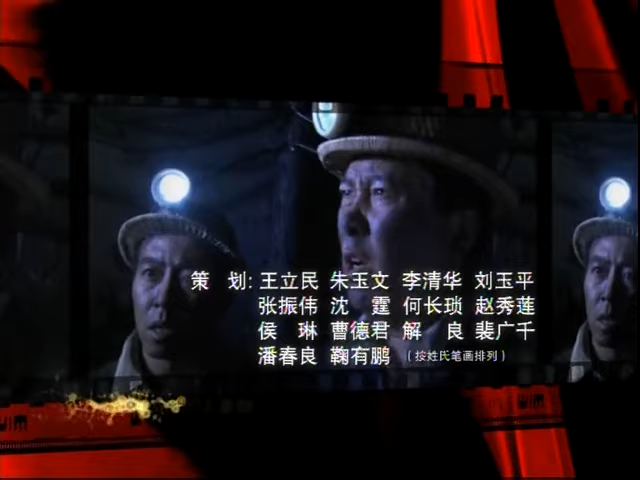 策 划: 王立民 朱玉文 李清华 刘玉平
张振伟 沈 霆 何长琐 赵秀莲
侯 琳 曹德君 解 良 裴广千
潘春良 鞠有鹏 (按姓氏笔画排列)